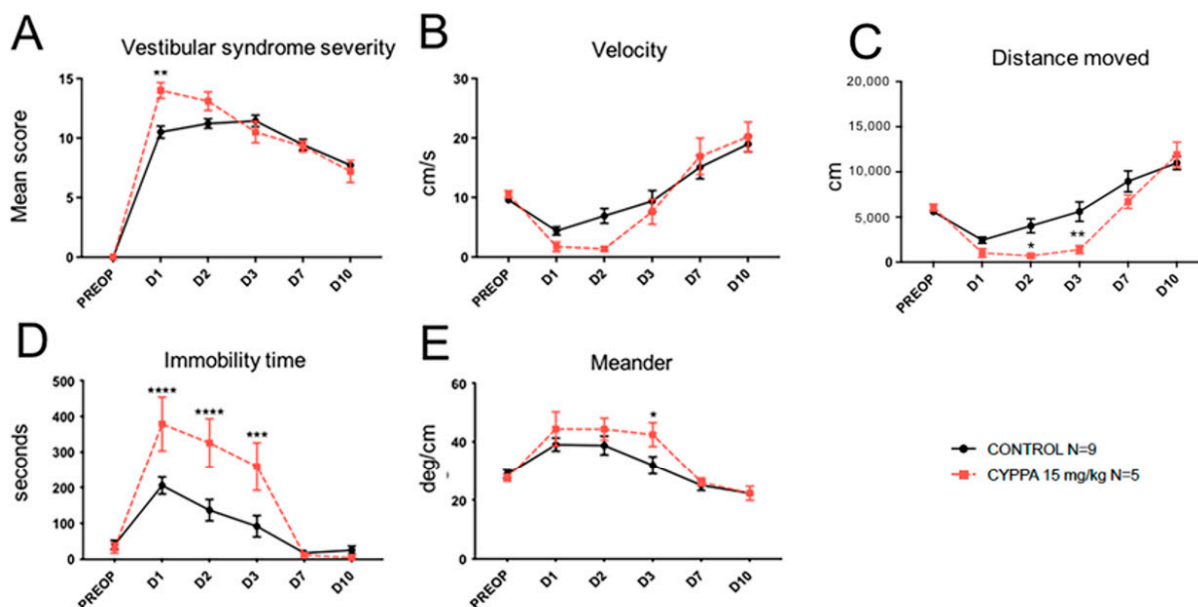 A
Vestibular syndrome severity
Mean score
15
10
5
0
**
PREOP
D1
D2
D3
D7
D10
B
Velocity
cm/s
30
20
10
0
PREOP
D1
D2
D3
D7
D10
C
Distance moved
cm
20,000
15,000
10,000
5,000
0
*
**
PREOP
D1
D2
D3
D7
D10
D
Immobility time
seconds
500
400
300
200
100
0
****
****
***
PREOP
D1
D2
D3
D7
D10
E
Meander
deg/cm
60
40
20
0
*
PREOP
D1
D2
D3
D7
D10
CONTROL N=9
CYPPA 15 mg/kg N=5